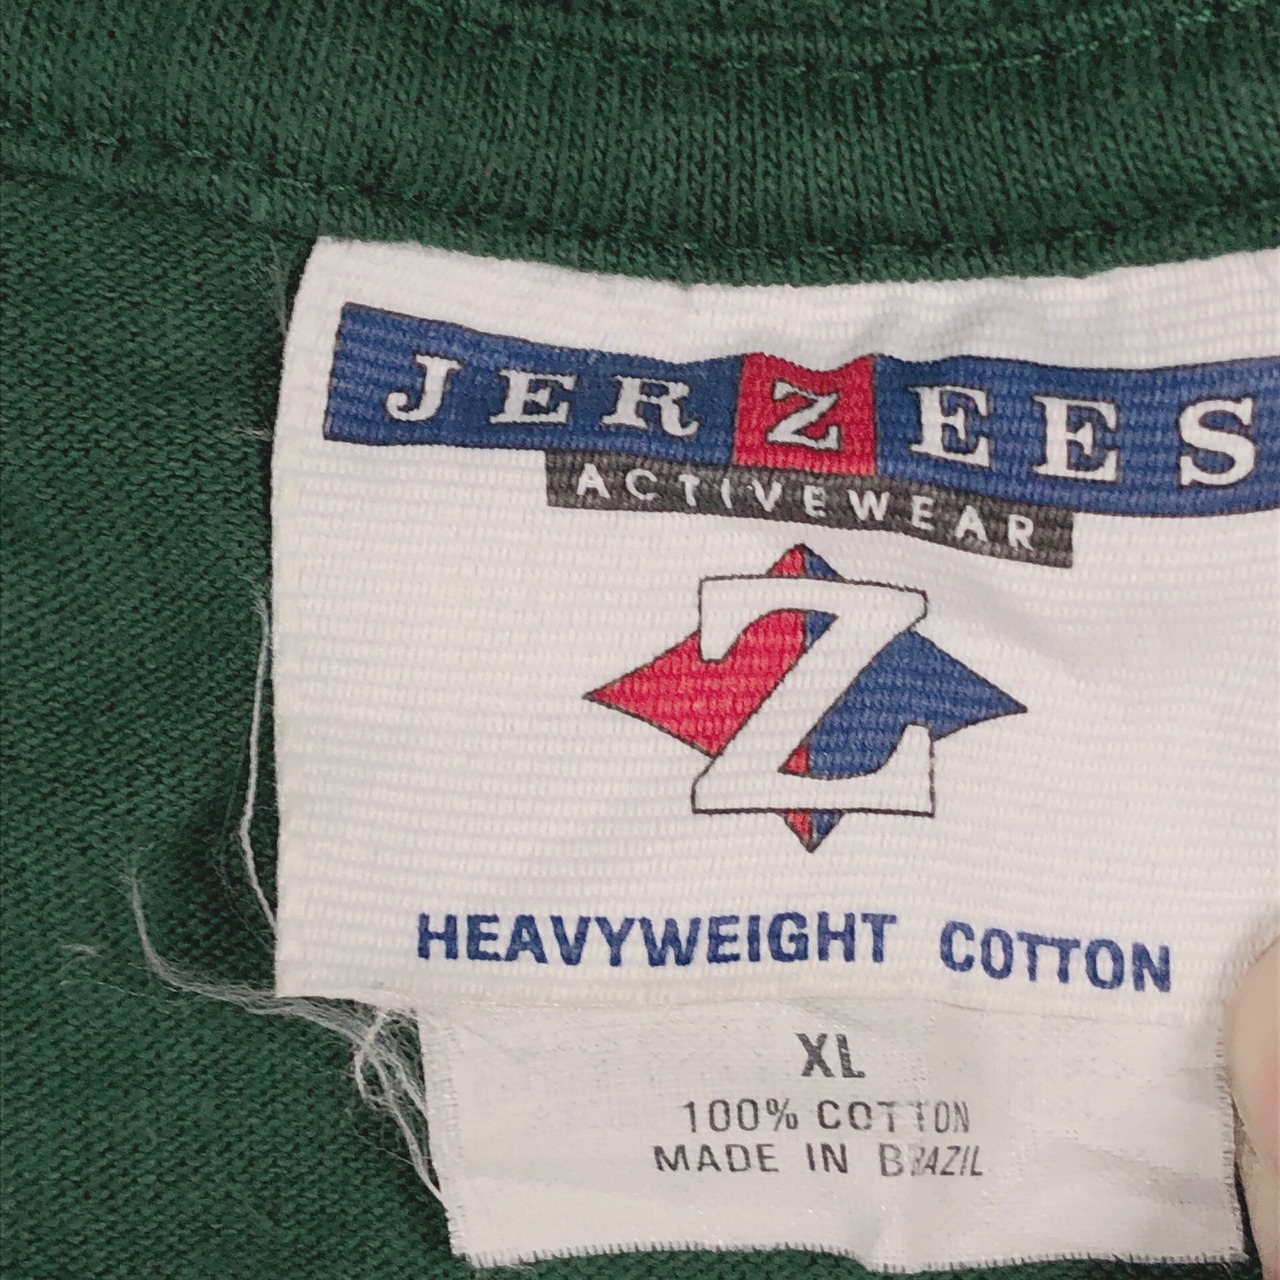 JERZEES
ACTIVEWEAR
Z
HEAVYWEIGHT COTTON
XL
100% COTTON
MADE IN BRAZIL